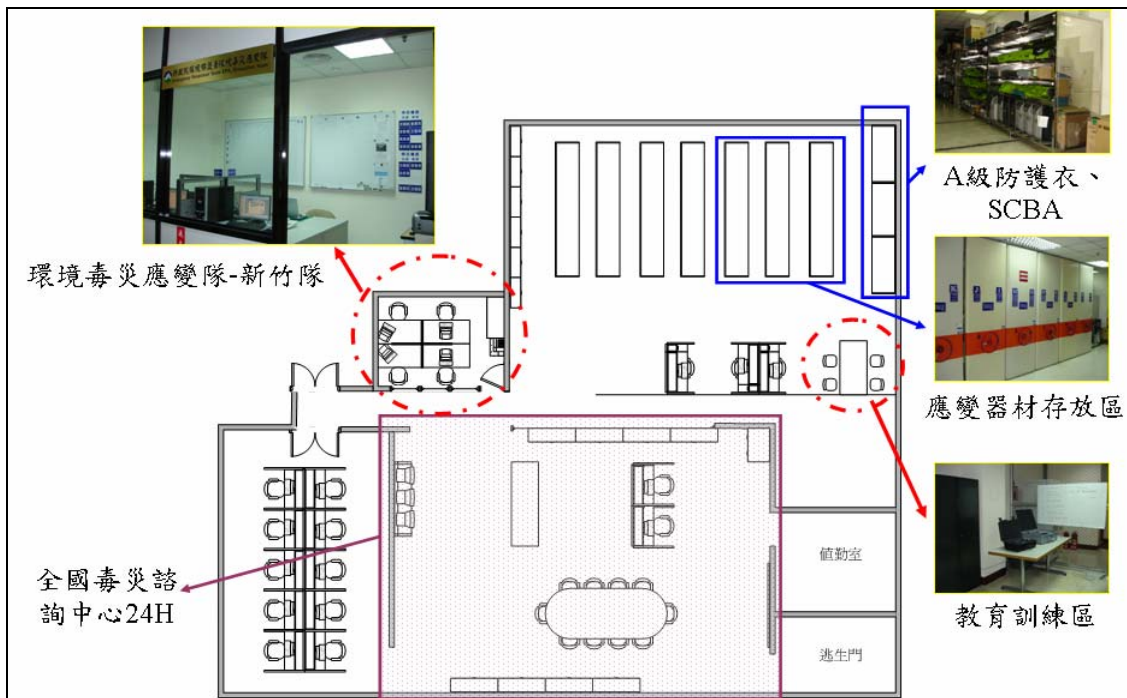 環境毒災應變隊-新竹隊
A級防護衣、
SCBA
應變器材存放區
教育訓練區
全國毒災諮
詢中心24H
值勤室
逃生門